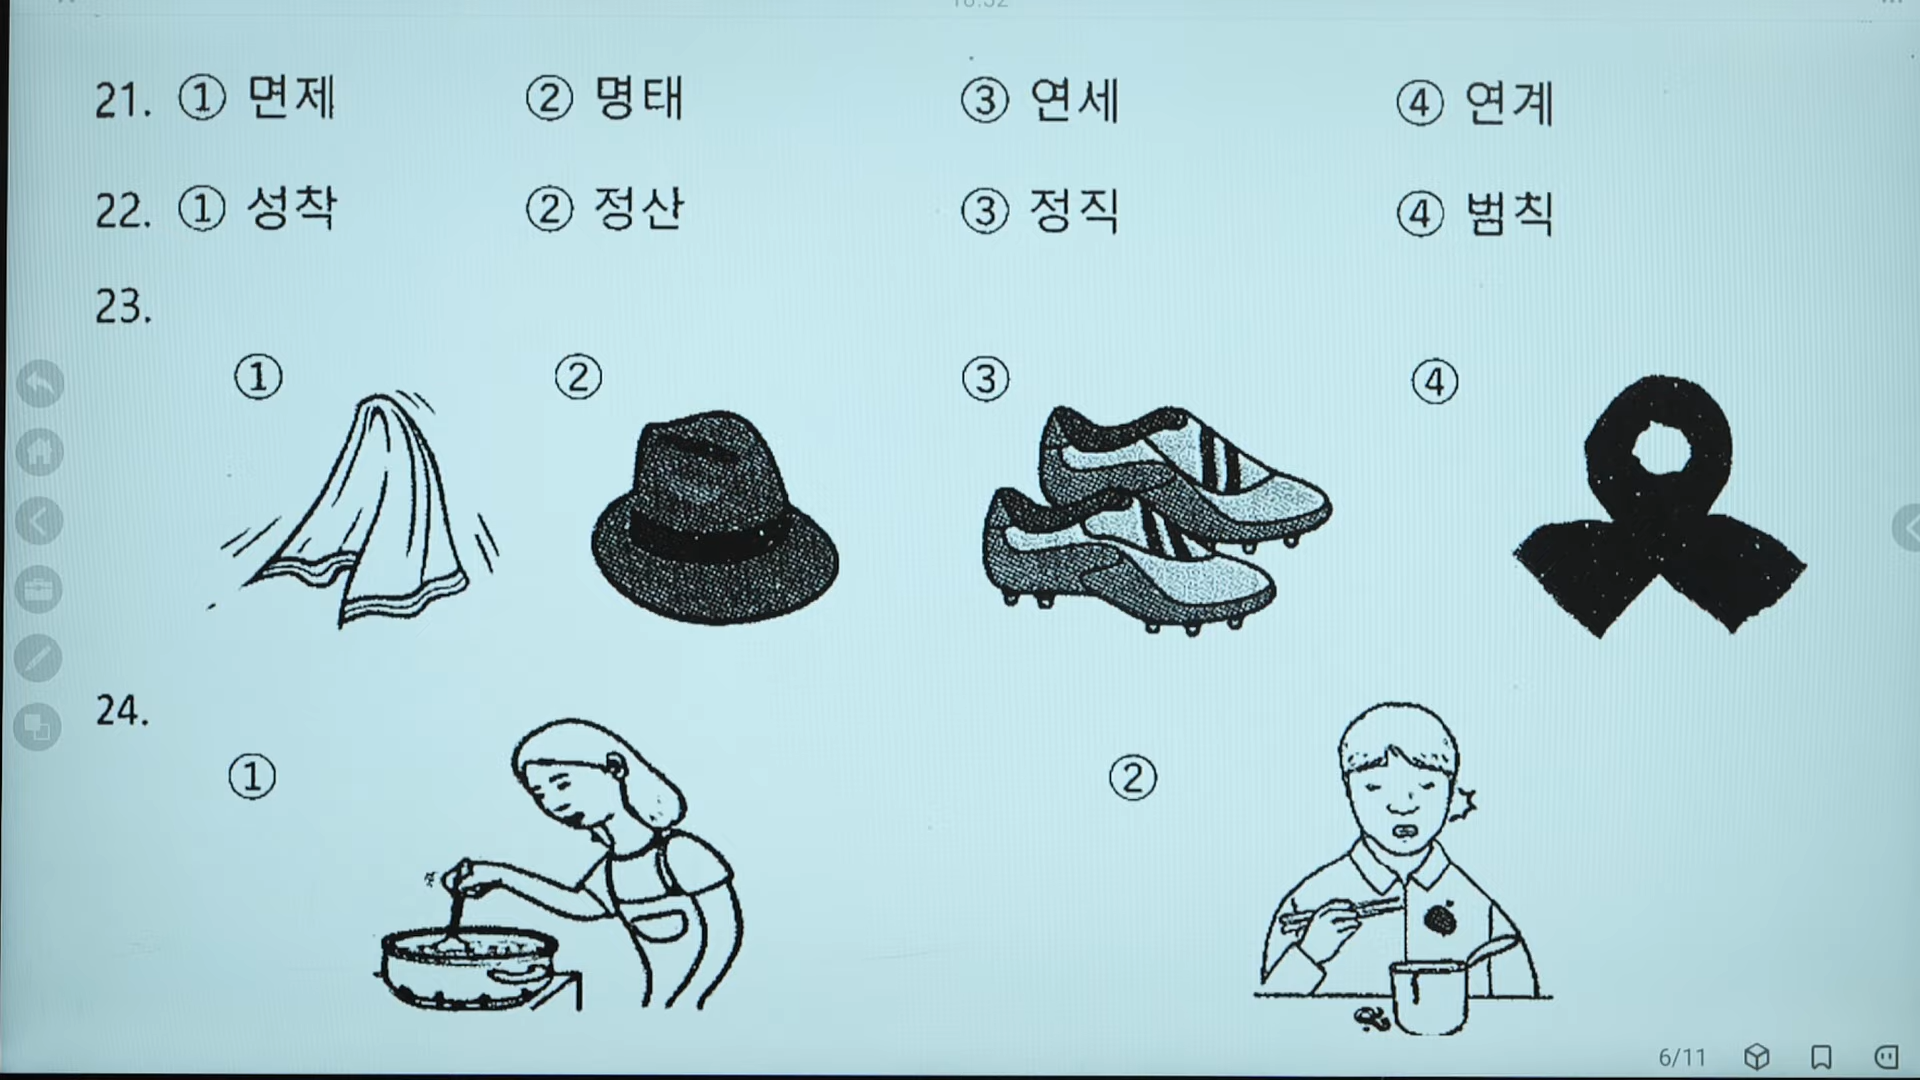 21. ① 면제 ② 명태 ③ 연세 ④ 연계
22. ① 성착 ② 정산 ③ 정직 ④ 범칙
23.
① ② ③ ④
24.
① ②
6/11